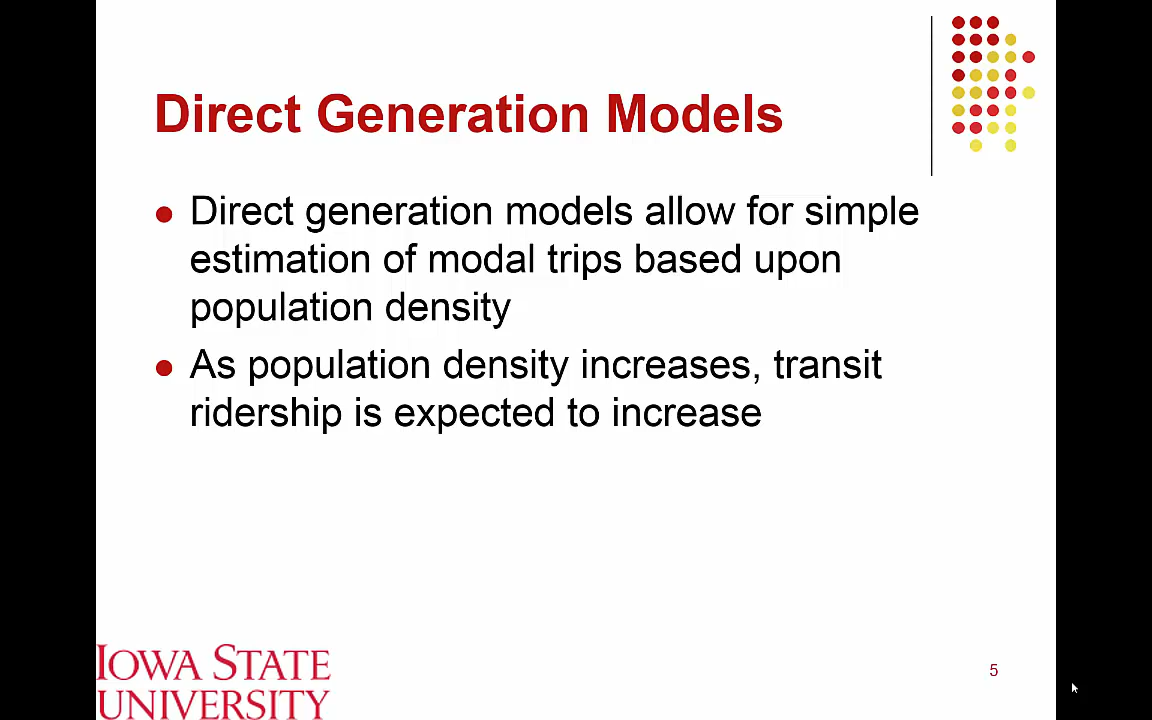 Direct Generation Models
Direct generation models allow for simple
estimation of modal trips based upon
population density
As population density increases, transit
ridership is expected to increase
IOWA STATE
UNIVERSITY
5